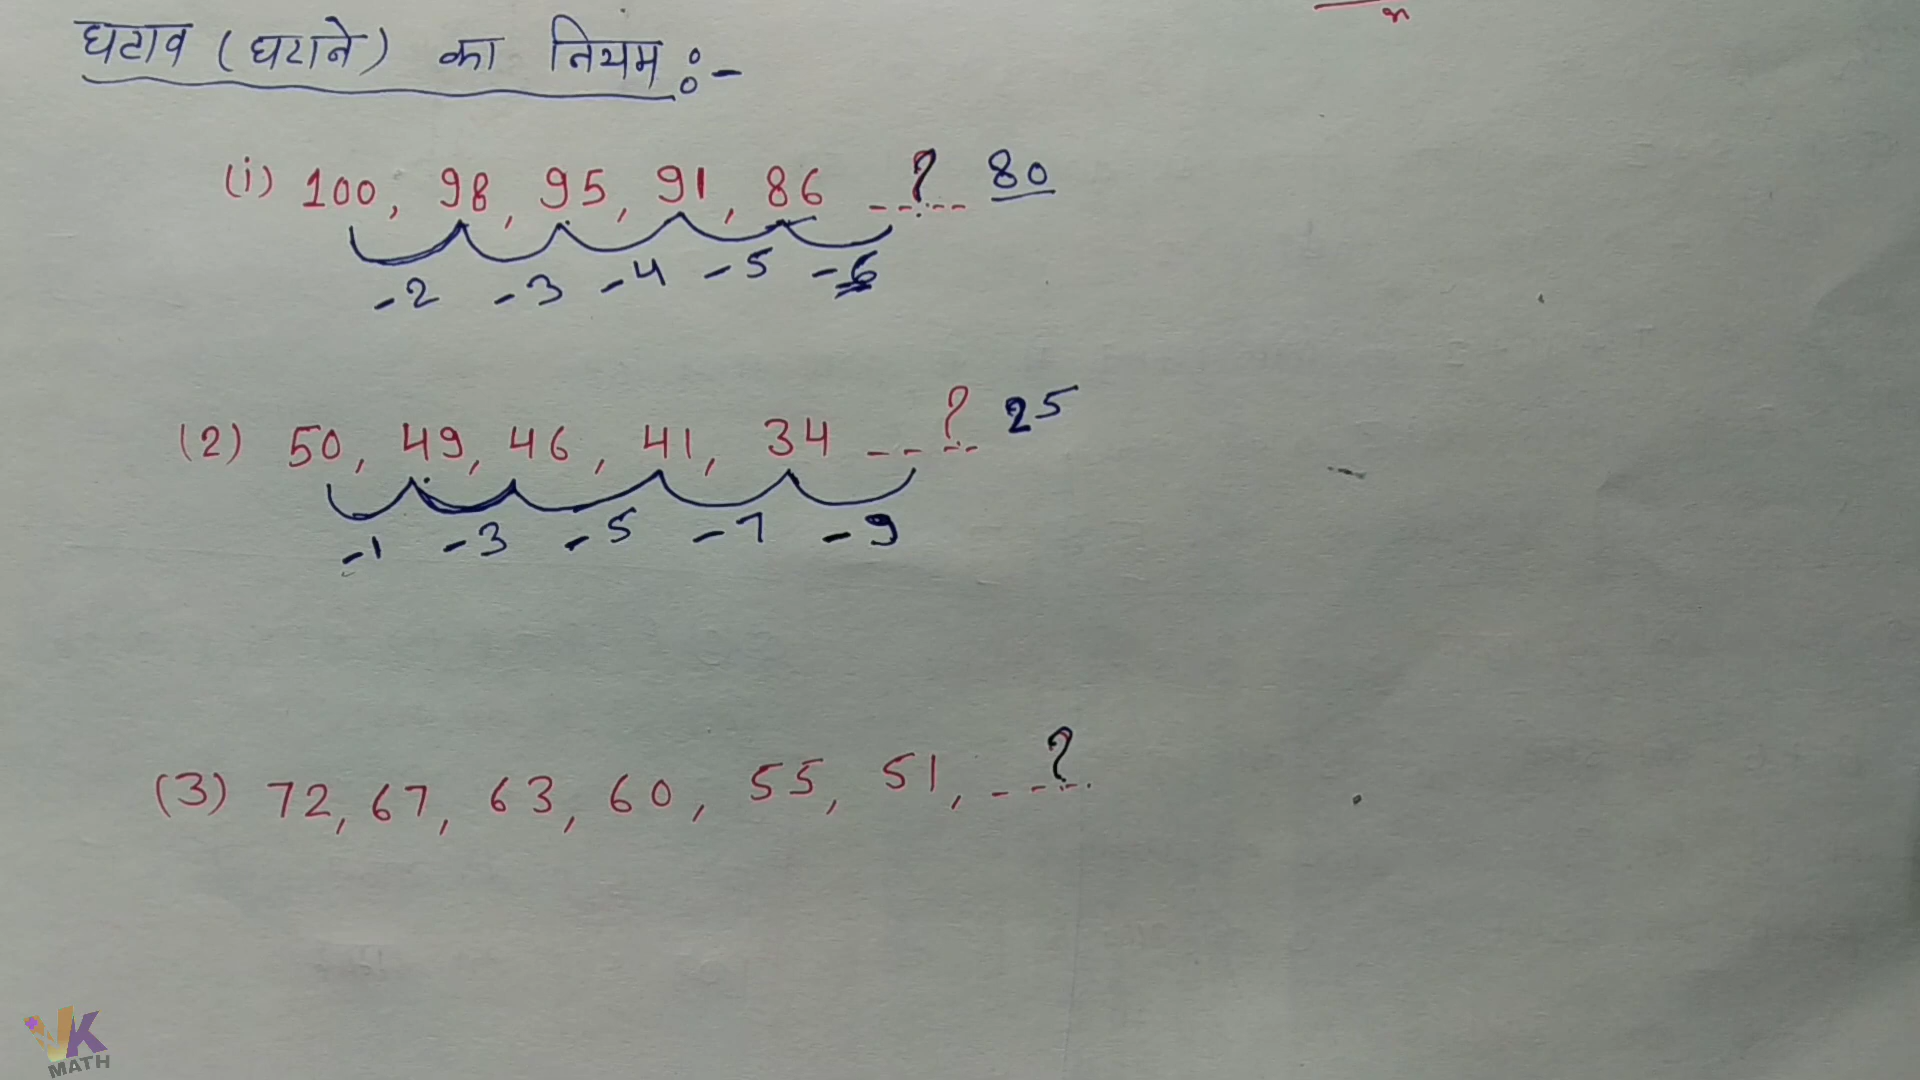 घटाव (घटाने) का नियम :-
(i) 100, 98, 95, 91, 86 --?-- 80
-2 -3 -4 -5 -6
(2) 50, 49, 46, 41, 34 --?-- 25
-1 -3 -5 -7 -9
(3) 72, 67, 63, 60, 55, 51, --?--
VK
MATH